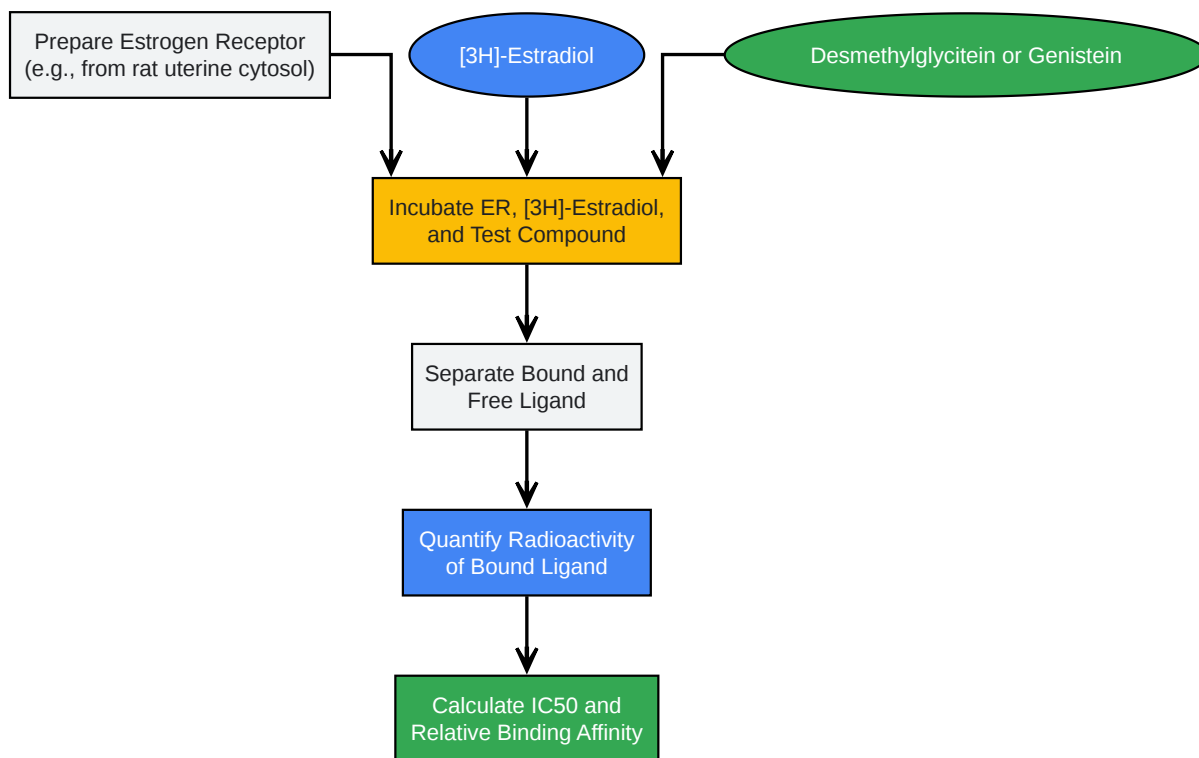 Prepare Estrogen Receptor
(e.g., from rat uterine cytosol)
[3H]-Estradiol
Desmethylglycitein or Genistein
Incubate ER, [3H]-Estradiol,
and Test Compound
Separate Bound and
Free Ligand
Quantify Radioactivity
of Bound Ligand
Calculate IC50 and
Relative Binding Affinity